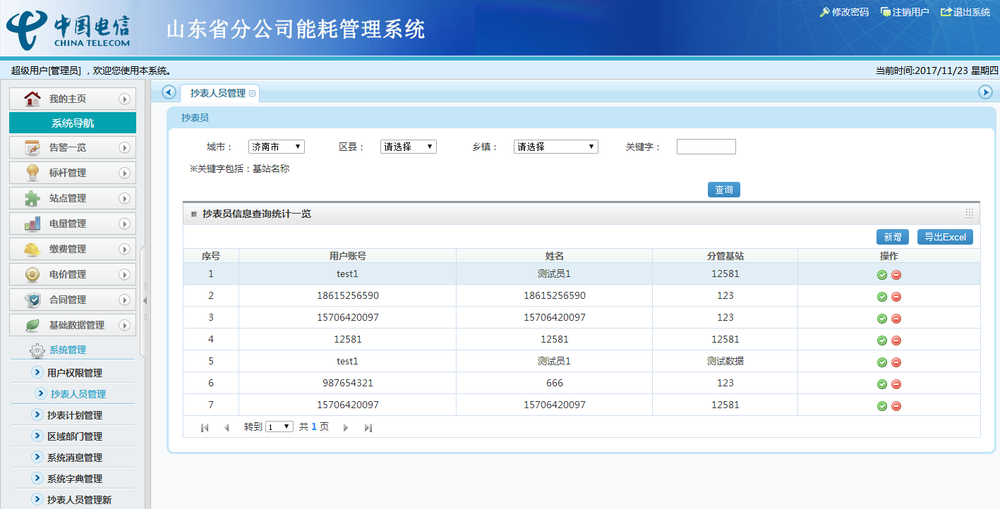 中国电信
CHINA TELECOM
山东省分公司能耗管理系统
修改密码 注销用户 退出系统
超级用户[管理员] ，欢迎您使用本系统。
当前时间:2017/11/23 星期四
我的主页
系统导航
告警一览
标杆管理
站点管理
电量管理
缴费管理
电价管理
合同管理
基础数据管理
系统管理
用户权限管理
抄表人员管理
抄表计划管理
区域部门管理
系统消息管理
系统字典管理
抄表人员管理新
抄表人员管理
抄表员
城市： 济南市 区县： 请选择 乡镇： 请选择 关键字：
※关键字包括：基站名称
查询
抄表员信息查询统计一览
新增 导出Excel
序号 用户账号 姓名 分管基站 操作
1 test1 测试员1 12581
2 18615256590 18615256590 123
3 15706420097 15706420097 123
4 12581 12581 12581
5 test1 测试员1 测试数据
6 987654321 666 123
7 15706420097 15706420097 12581
转到 1 共 1 页